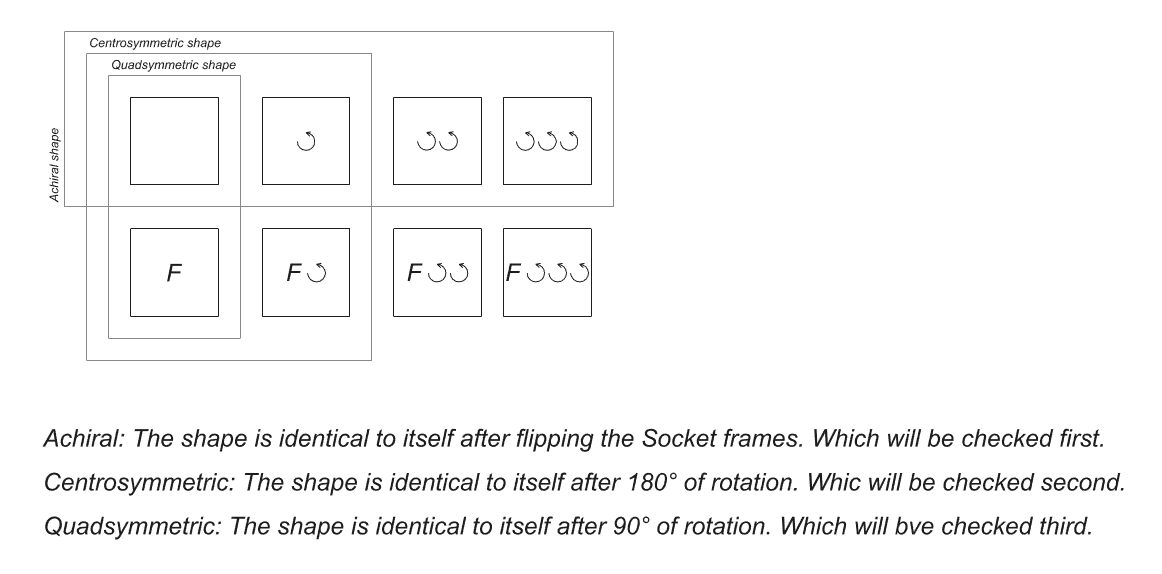 Centrosymmetric shape
Quadsymmetric shape
Achiral shape
F
F
F
F
Achiral: The shape is identical to itself after flipping the Socket frames. Which will be checked first.
Centrosymmetric: The shape is identical to itself after 180° of rotation. Whic will be checked second.
Quadsymmetric: The shape is identical to itself after 90° of rotation. Which will bve checked third.